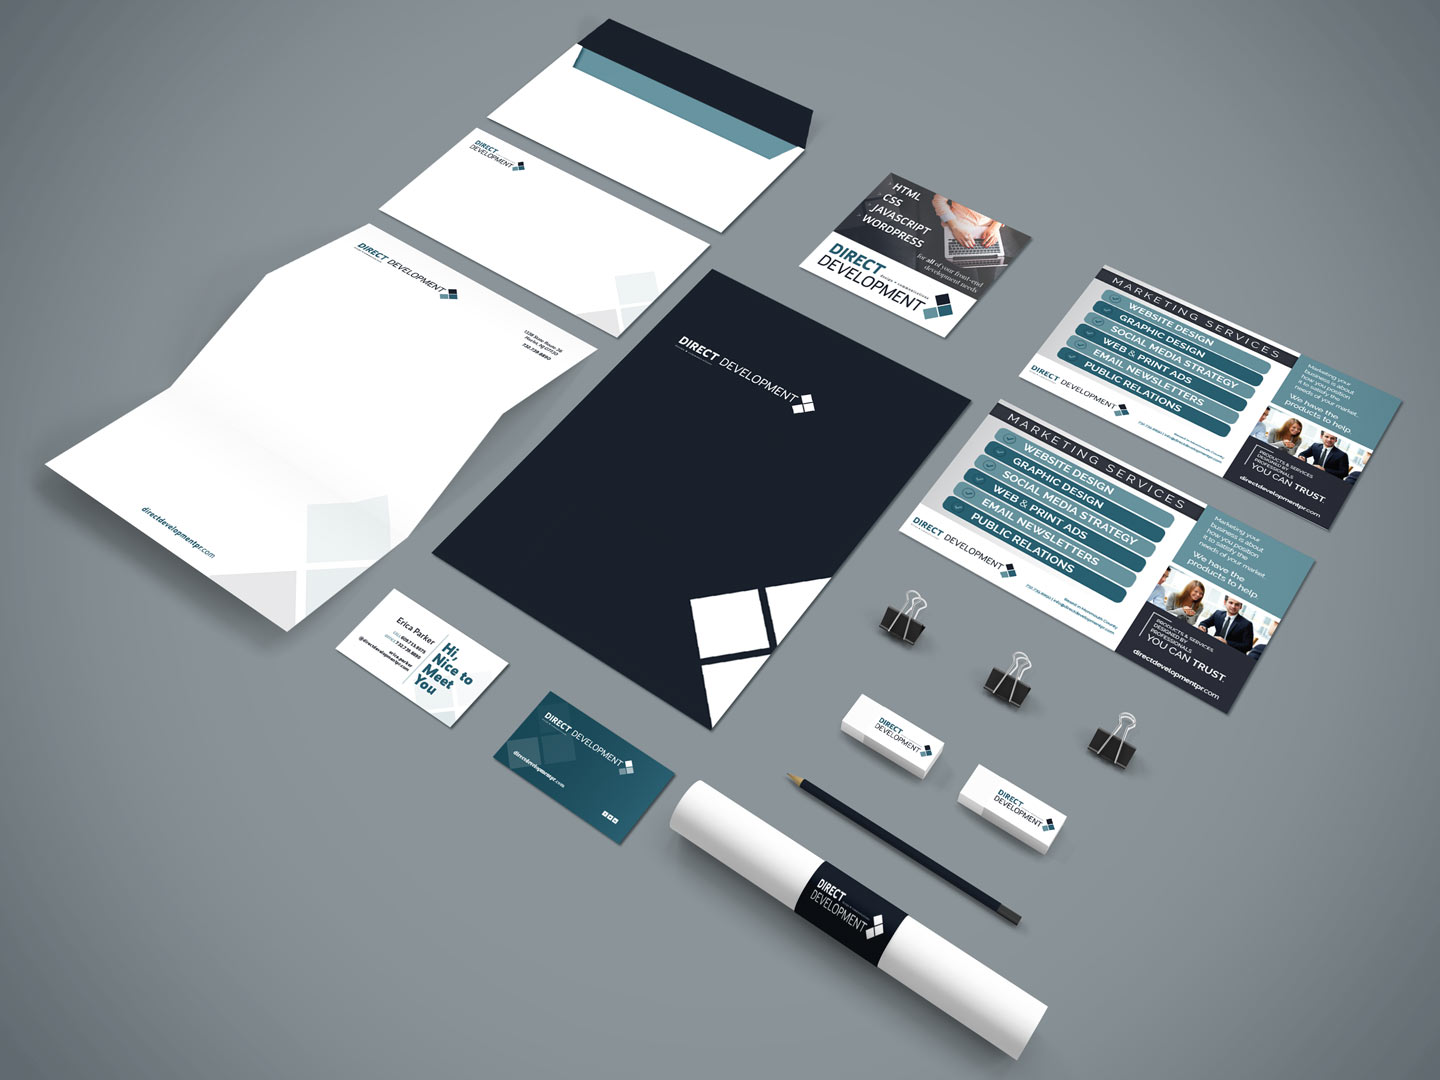 DIRECT
DEVELOPMENT
DIRECT DEVELOPMENT
732.738.8890
directdevelopmentpr.com
HTML
CSS
JAVASCRIPT
WORDPRESS
for all of your front-end
development needs
DIRECT
DEVELOPMENT
DIRECT DEVELOPMENT
MARKETING SERVICES
WEBSITE DESIGN
GRAPHIC DESIGN
SOCIAL MEDIA STRATEGY
WEB & PRINT ADS
EMAIL NEWSLETTERS
PUBLIC RELATIONS
DIRECT DEVELOPMENT
Marketing your
business is about
how you position
it to satisfy the
needs of your market.
We have the
products to help
PRODUCTS & SERVICES
DESIGNED BY
PROFESSIONALS
YOU CAN TRUST.
directdevelopmentpr.com
MARKETING SERVICES
WEBSITE DESIGN
GRAPHIC DESIGN
SOCIAL MEDIA STRATEGY
WEB & PRINT ADS
EMAIL NEWSLETTERS
PUBLIC RELATIONS
DIRECT DEVELOPMENT
Marketing your
business is about
how you position
it to satisfy the
needs of your market.
We have the
products to help
PRODUCTS & SERVICES
DESIGNED BY
PROFESSIONALS
YOU CAN TRUST.
directdevelopmentpr.com
Erica Parker
erica.parker
@directdevelopmentpr.com
Hi,
Nice to
Meet
You
DIRECT DEVELOPMENT
directdevelopmentpr.com
DIRECT
DEVELOPMENT
DIRECT
DEVELOPMENT
DIRECT
DEVELOPMENT